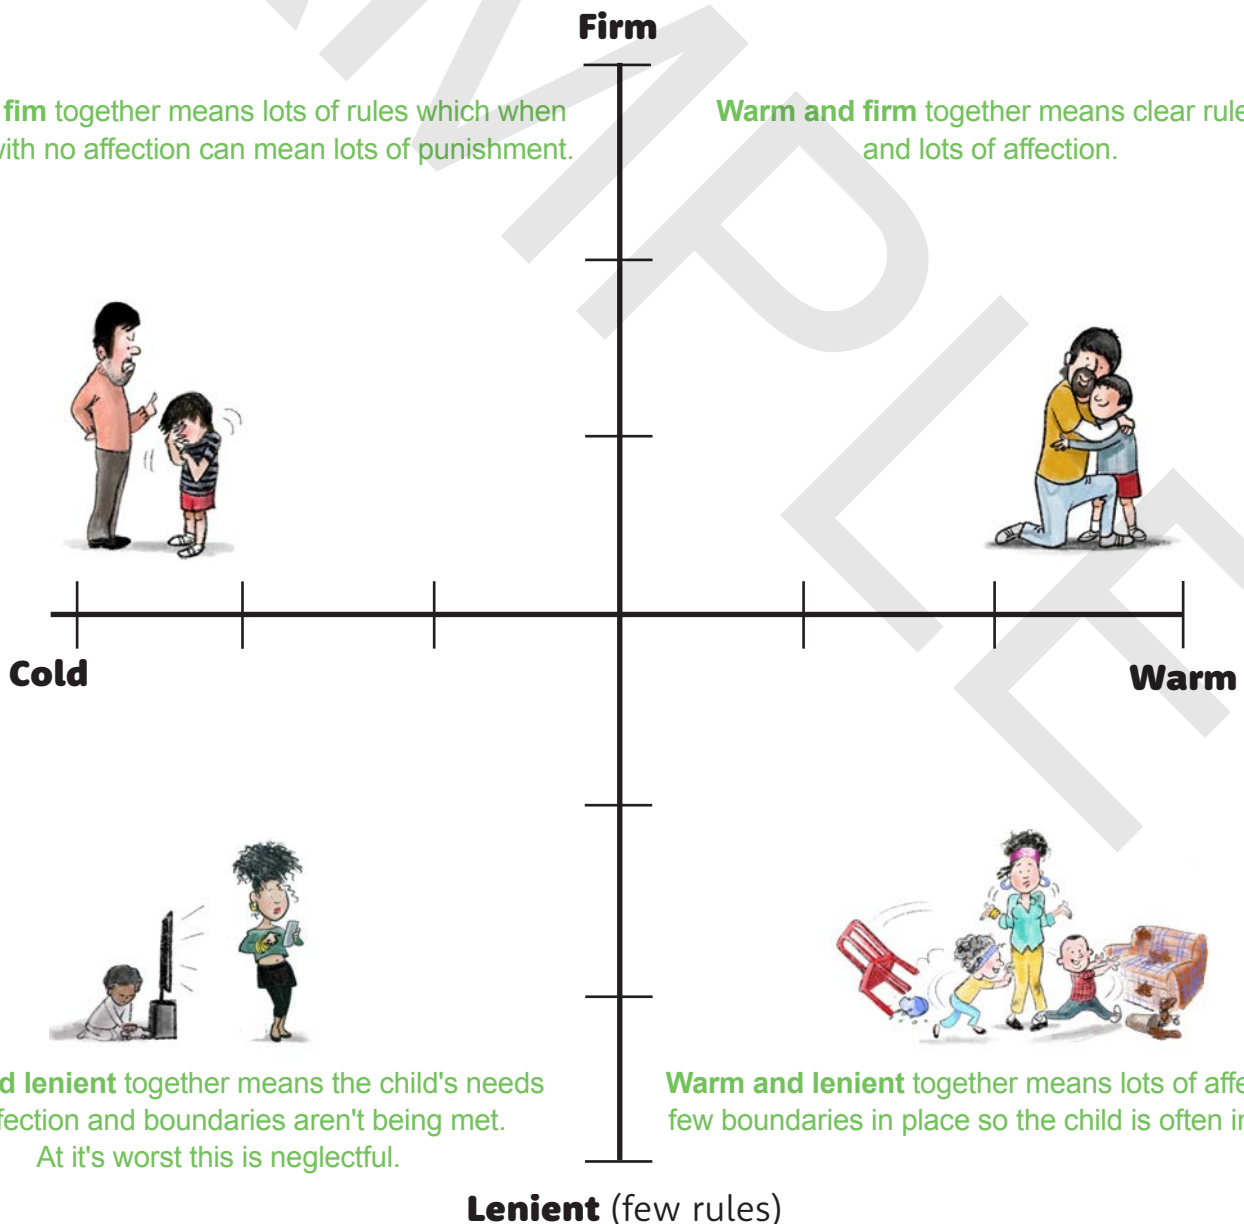 Firm
fim together means lots of rules which when
with no affection can mean lots of punishment.
Warm and firm together means clear rule
and lots of affection.
Cold
Warm
lenient together means the child's needs
and boundaries aren't being met.
At it's worst this is neglectful.
Warm and lenient together means lots of
few boundaries in place so the child is often
Lenient (few rules)
MPLE